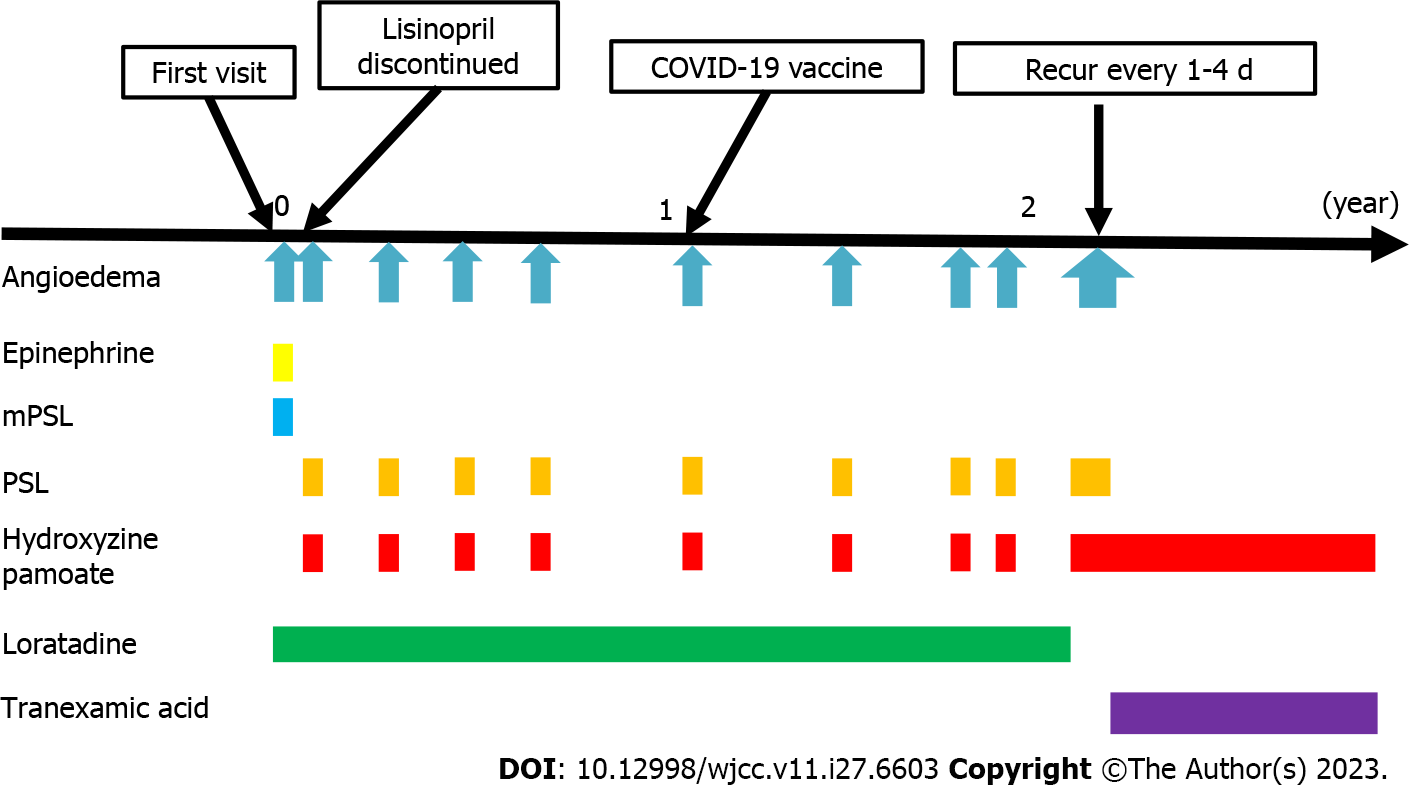 First visit
Lisinopril
discontinued
COVID-19 vaccine
Recur every 1-4 d
0
1
2
(year)
Angioedema
Epinephrine
mPSL
PSL
Hydroxyzine
pamoate
Loratadine
Tranexamic acid
DOI: 10.12998/wjcc.v11.i27.6603 Copyright ©The Author(s) 2023.